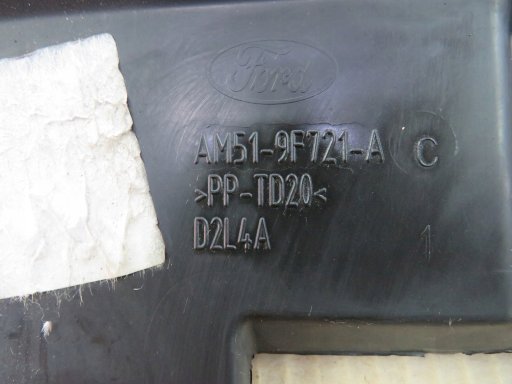 Ford
AM51-9F721-A C
>PP-TD20<
D2L4A 1